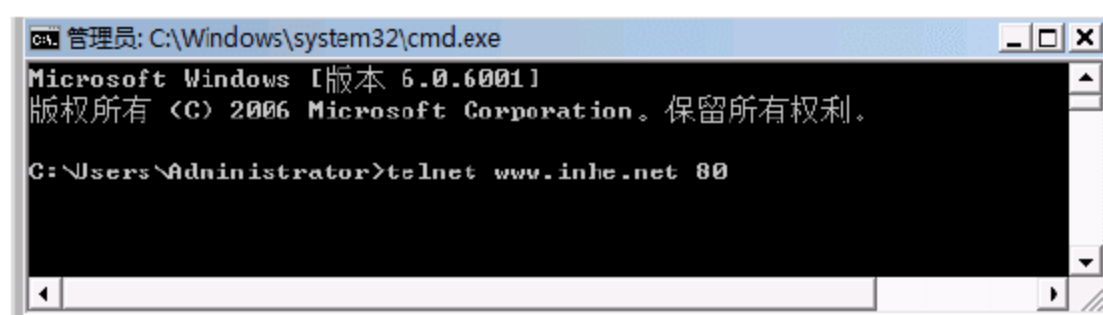 管理员: C:\Windows\system32\cmd.exe
Microsoft Windows [版本 6.0.6001]
版权所有 (C) 2006 Microsoft Corporation。保留所有权利。
C:\Users\Administrator>telnet www.inhe.net 80